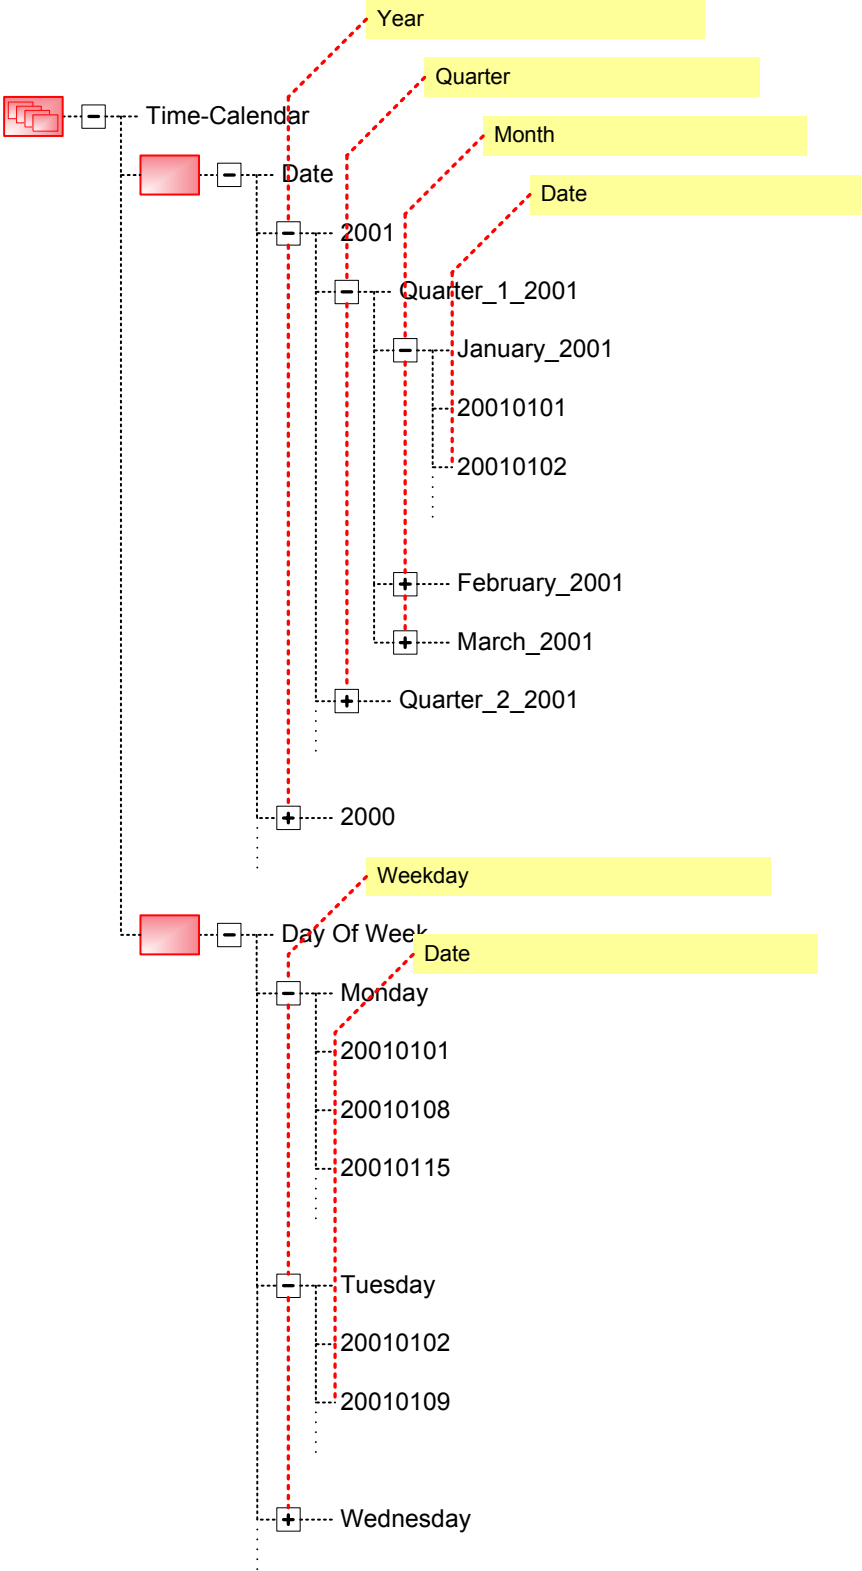 Year
Quarter
Time-Calendar
Month
Date
Date
2001
Quarter_1_2001
January_2001
20010101
20010102
February_2001
March_2001
Quarter_2_2001
2000
Weekday
Day Of Week
Date
Monday
20010101
20010108
20010115
Tuesday
20010102
20010109
Wednesday